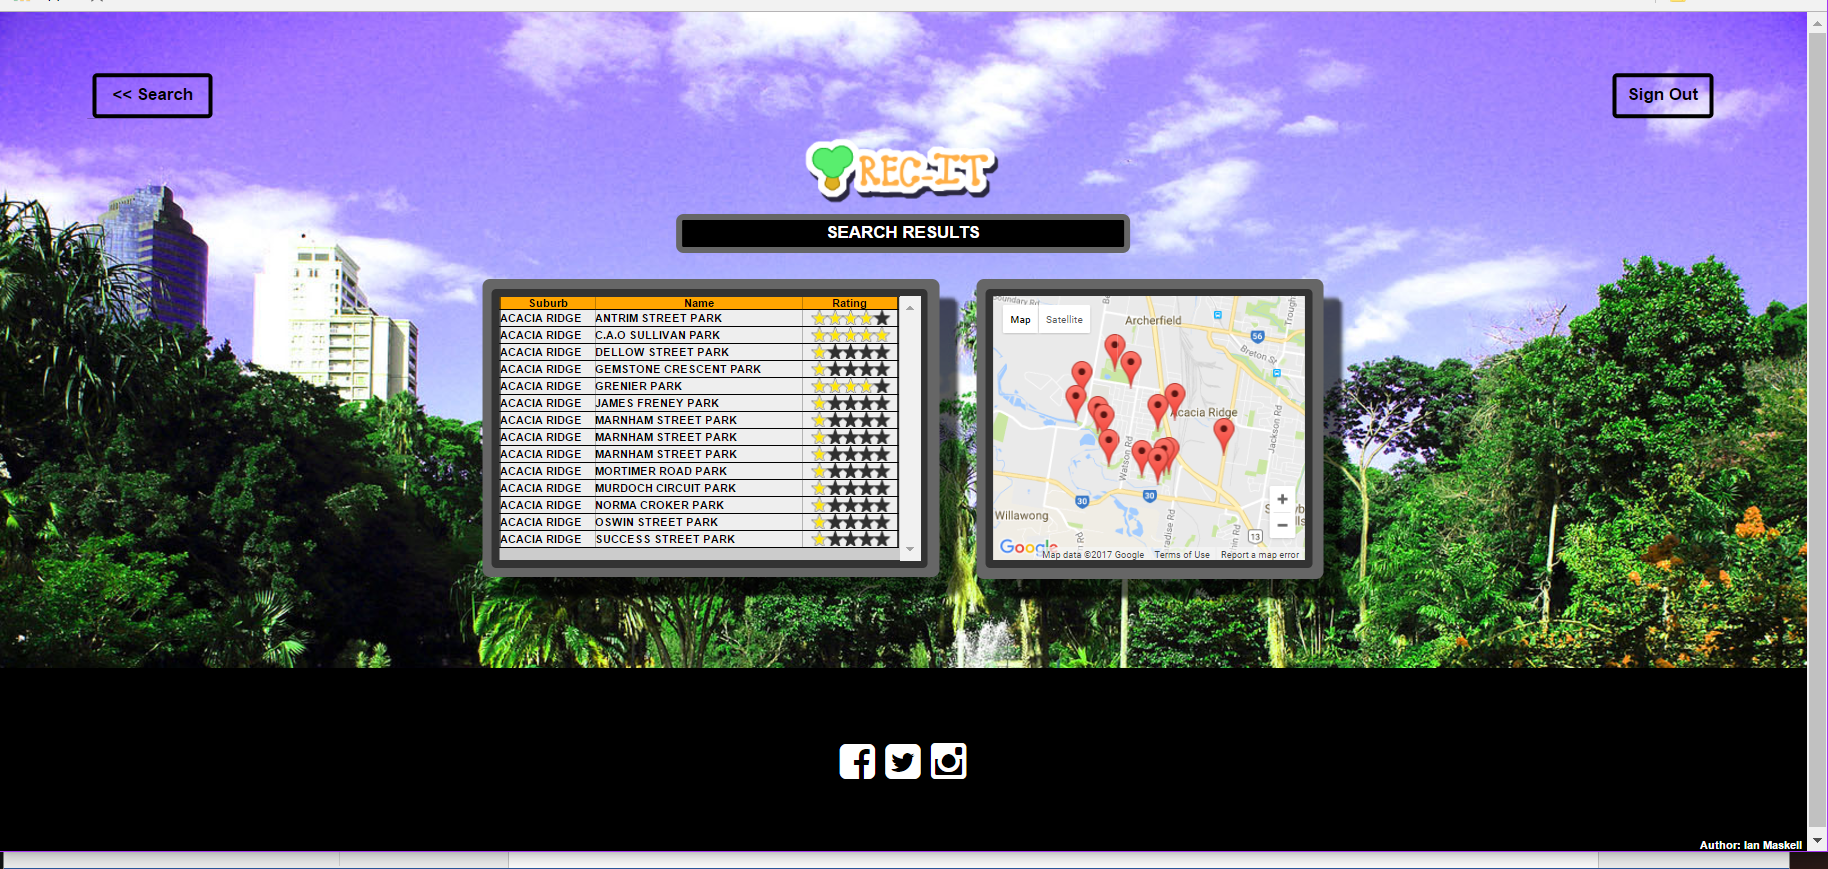 << Search
Sign Out
REC-IT
SEARCH RESULTS
Suburb Name Rating
ACACIA RIDGE ANTRIM STREET PARK
ACACIA RIDGE C.A.O SULLIVAN PARK
ACACIA RIDGE DELLOW STREET PARK
ACACIA RIDGE GEMSTONE CRESCENT PARK
ACACIA RIDGE GRENIER PARK
ACACIA RIDGE JAMES FRENEY PARK
ACACIA RIDGE MARNHAM STREET PARK
ACACIA RIDGE MARNHAM STREET PARK
ACACIA RIDGE MARNHAM STREET PARK
ACACIA RIDGE MORTIMER ROAD PARK
ACACIA RIDGE MURDOCH CIRCUIT PARK
ACACIA RIDGE NORMA CROKER PARK
ACACIA RIDGE OSWIN STREET PARK
ACACIA RIDGE SUCCESS STREET PARK
Map Satellite
Archerfield
56
Breton St
Acacia Ridge
Jackson Rd
Watson Rd
30
30
Willawong
13
Google
Map data ©2017 Google Terms of Use Report a map error
Author: Ian Maskell